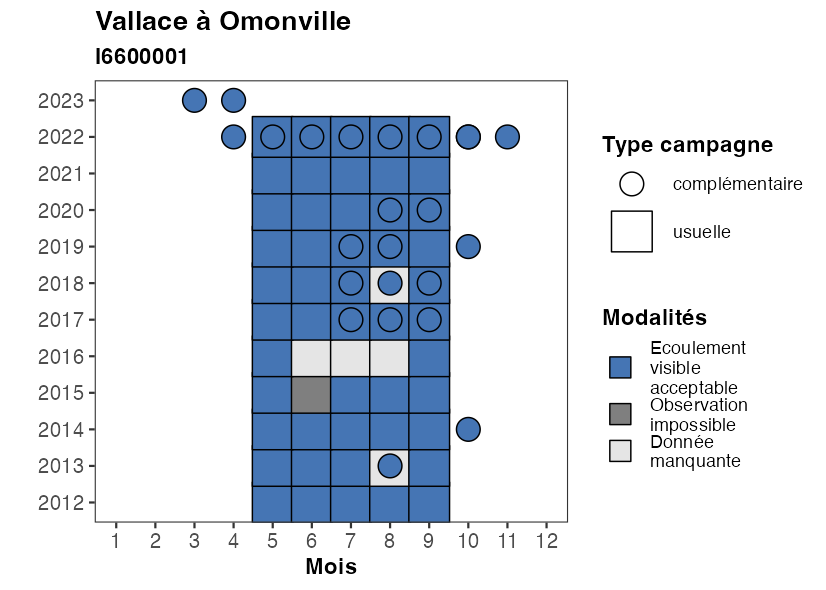 Vallace à Omonville
I6600001
2023
2022
2021
2020
2019
2018
2017
2016
2015
2014
2013
2012
1 2 3 4 5 6 7 8 9 10 11 12
Mois
Type campagne
complémentaire
usuelle
Modalités
Ecoulement
visible
acceptable
Observation
impossible
Donnée
manquante